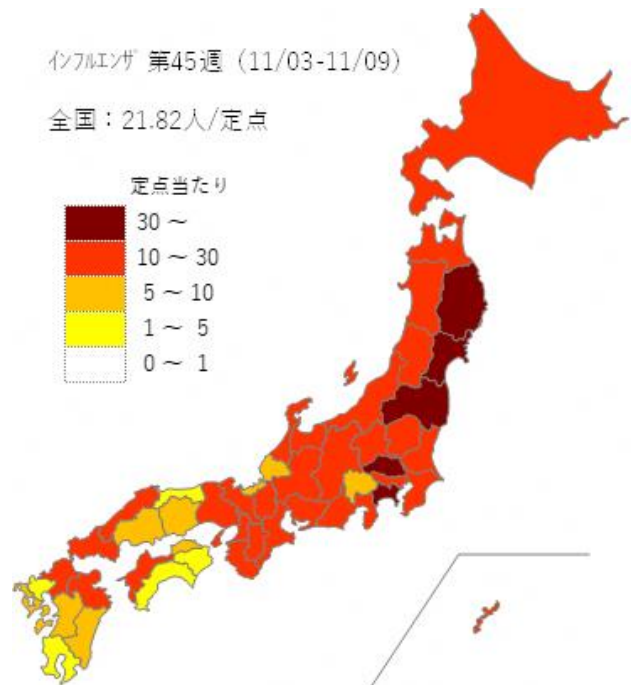 インフルエンザ 第45週 (11/03-11/09)
全国：21.82人/定点
定点当たり
30 ～
10 ～ 30
5 ～ 10
1 ～ 5
0 ～ 1